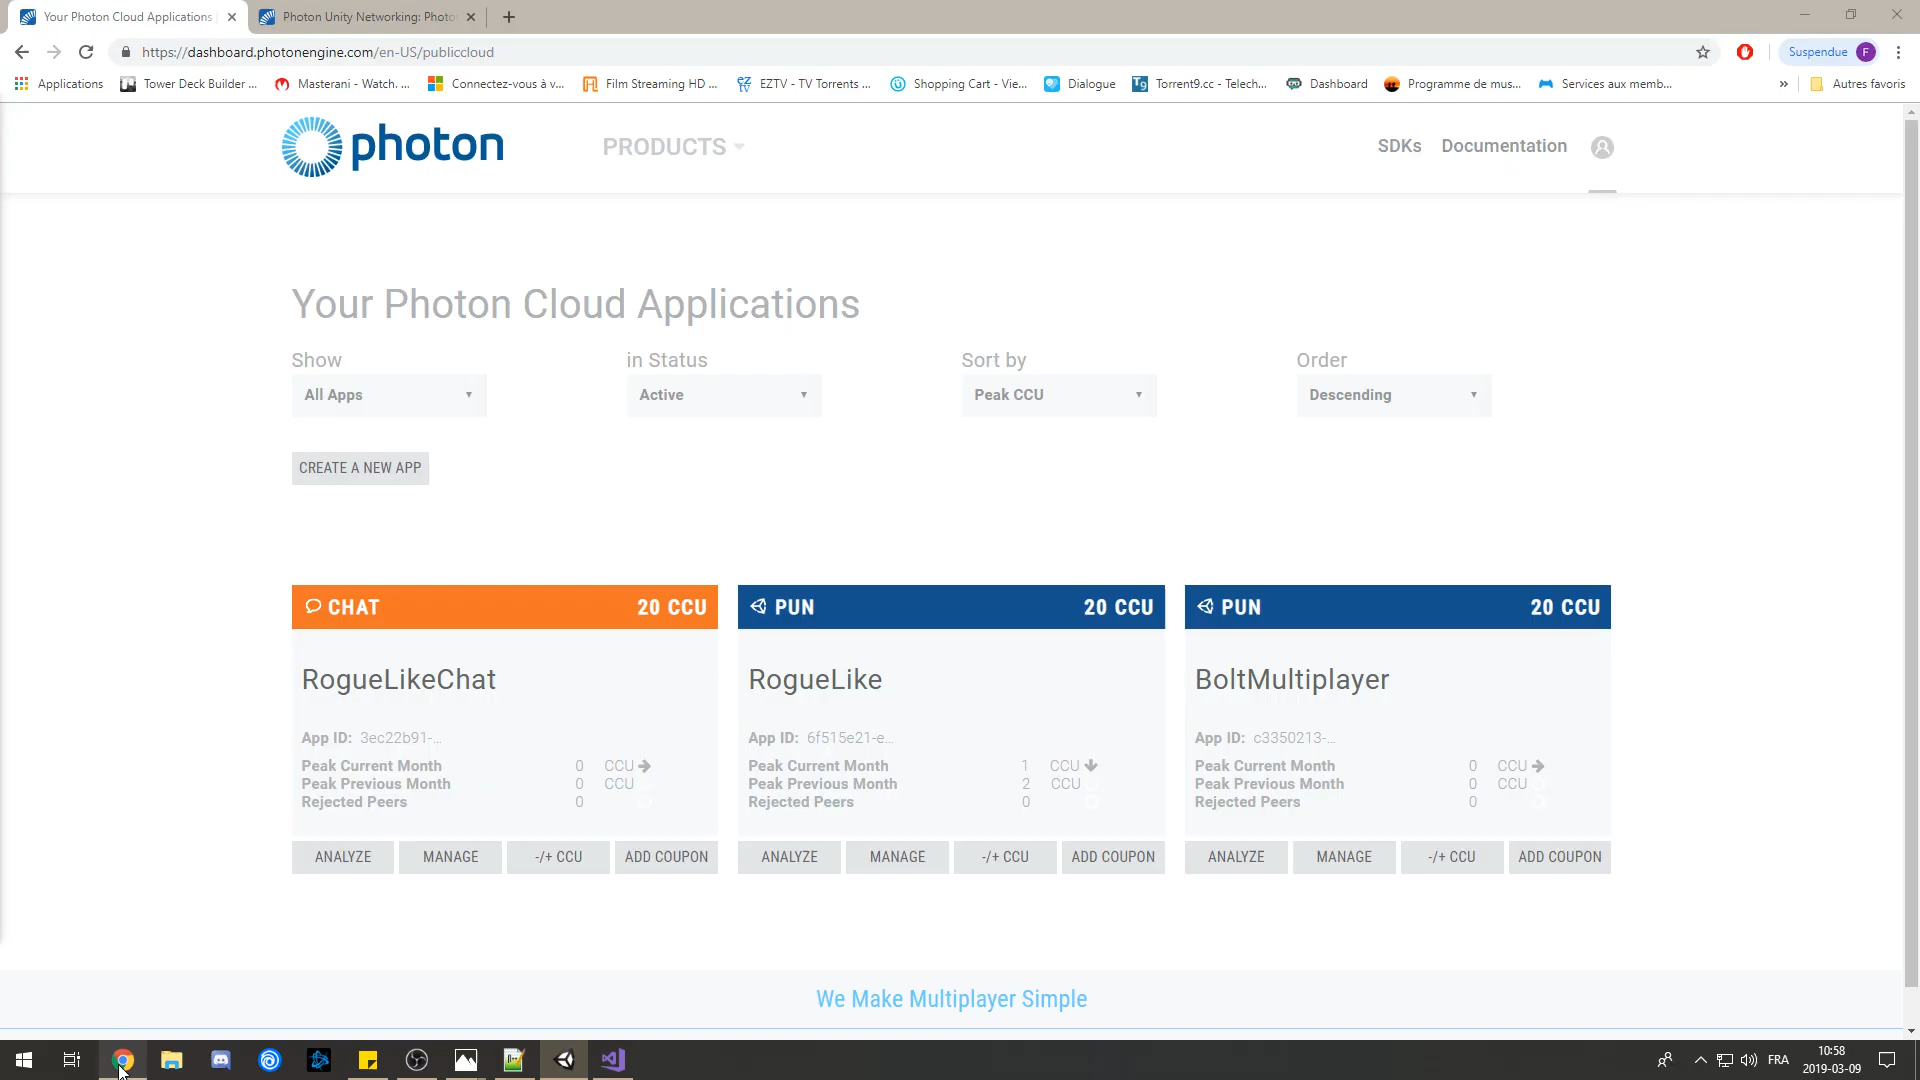 Your Photon Cloud Applications
Photon Unity Networking: Photo
https://dashboard.photonengine.com/en-US/publiccloud
Suspendue F
Applications Tower Deck Builder ... Masterani - Watch. ... Connectez-vous à v... Film Streaming HD ... EZTV - TV Torrents ... Shopping Cart - Vie... Dialogue Torrent9.cc - Telech... Dashboard Programme de mus... Services aux memb... » Autres favoris
photon
PRODUCTS
SDKs Documentation
Your Photon Cloud Applications
Show in Status Sort by Order
All Apps Active Peak CCU Descending
CREATE A NEW APP
CHAT 20 CCU
RogueLikeChat
App ID: 3ec22b91-...
Peak Current Month 0 CCU
Peak Previous Month 0 CCU
Rejected Peers 0
ANALYZE MANAGE -/+ CCU ADD COUPON
PUN 20 CCU
RogueLike
App ID: 6f515e21-e...
Peak Current Month 1 CCU
Peak Previous Month 2 CCU
Rejected Peers 0
ANALYZE MANAGE -/+ CCU ADD COUPON
PUN 20 CCU
BoltMultiplayer
App ID: c3350213-...
Peak Current Month 0 CCU
Peak Previous Month 0 CCU
Rejected Peers 0
ANALYZE MANAGE -/+ CCU ADD COUPON
We Make Multiplayer Simple
FRA
10:58
2019-03-09